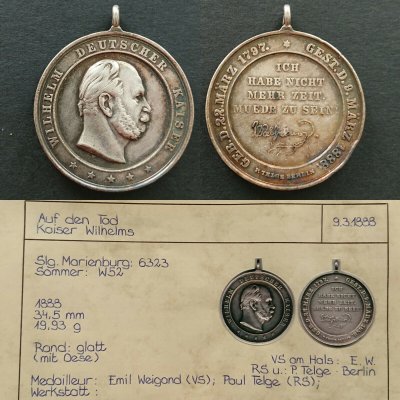 WILHELM DEUTSCHER KAISER
GEB. D. 22. MÄRZ 1797. * GEST. D. 9. MÄRZ 1888.
ICH
HABE NICHT
MEHR ZEIT,
MUEDE ZU SEIN
P. TELGE BERLIN
Auf den Tod
Kaiser Wilhelms
9.3.1888
Slg. Marienburg: 6323
Sommer: W52
1888
34.5 mm
19,93 g
Rand: glatt
(mit Oese)
VS am Hals: E. W.
RS u.: P. Telge - Berlin
Medailleur: Emil Weigand (VS); Paul Telge (RS);
Werkstatt :